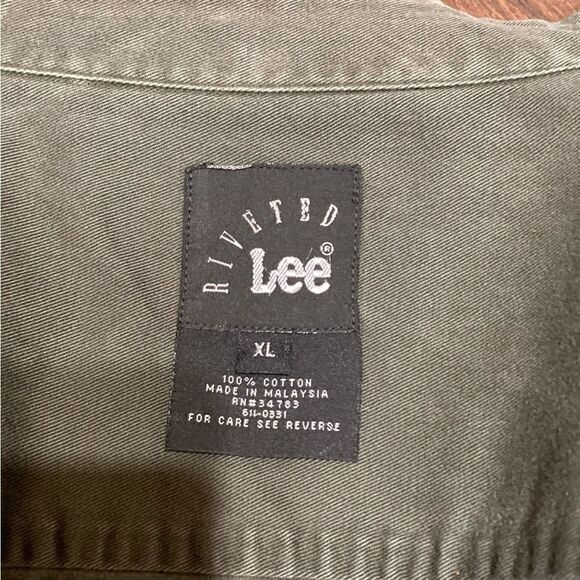 RIVETED
Lee®
XL
100% COTTON
MADE IN MALAYSIA
RN#34763
611-0331
FOR CARE SEE REVERSE